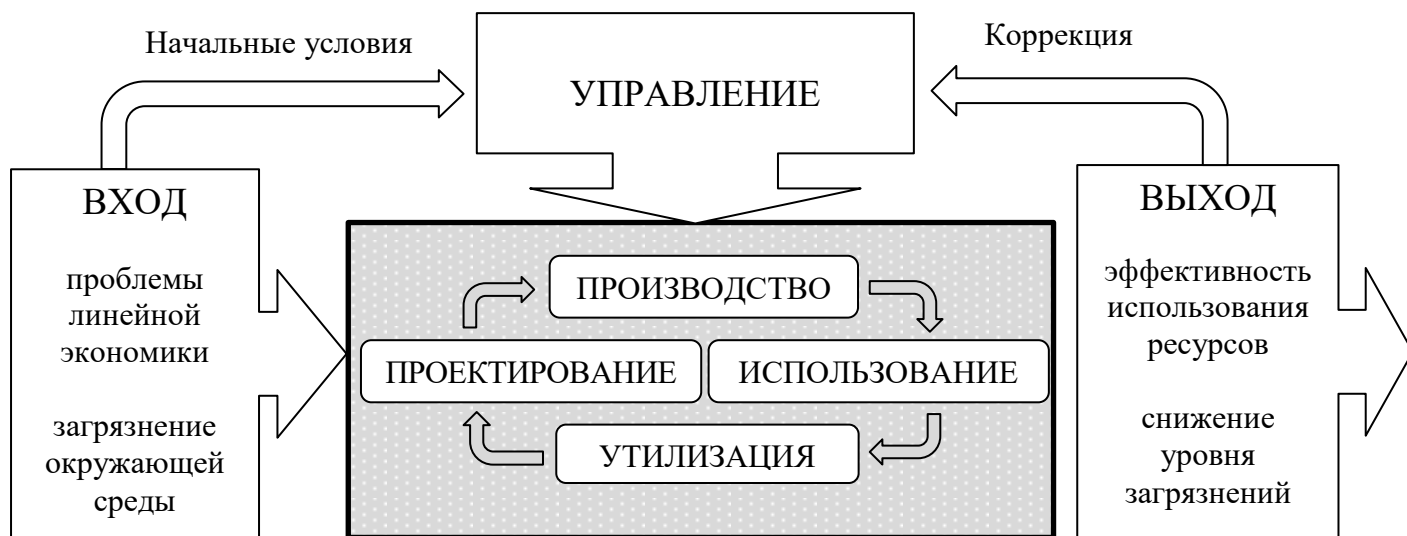 Начальные условия
Коррекция
УПРАВЛЕНИЕ
ВХОД
проблемы
линейной
экономики
загрязнение
окружающей
среды
ПРОИЗВОДСТВО
ПРОЕКТИРОВАНИЕ
ИСПОЛЬЗОВАНИЕ
УТИЛИЗАЦИЯ
ВЫХОД
эффективность
использования
ресурсов
снижение
уровня
загрязнений